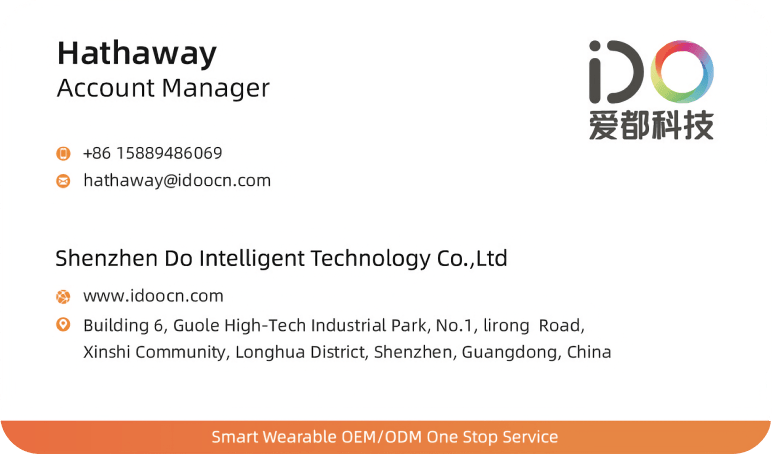 Hathaway
Account Manager
iDO
爱都科技
+86 15889486069
hathaway@idoocn.com
Shenzhen Do Intelligent Technology Co.,Ltd
www.idoocn.com
Building 6, Guole High-Tech Industrial Park, No.1, lirong Road,
Xinshi Community, Longhua District, Shenzhen, Guangdong, China
Smart Wearable OEM/ODM One Stop Service